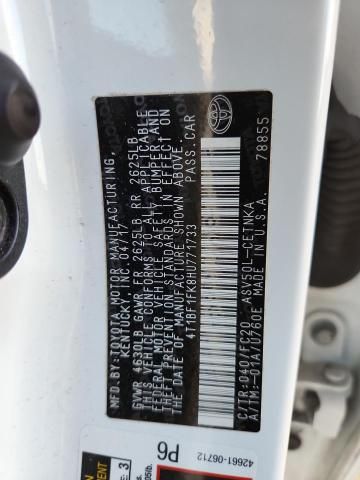 MFD.BY:TOYOTA MOTOR MANUFACTURING,
KENTUCKY, INC. 04/17
GVWR 4630LB GAWR FR 2625LB RR 2625LB
THIS VEHICLE CONFORMS TO ALL APPLICABLE
FEDERAL MOTOR VEHICLE SAFETY, BUMPER, AND
THEFT PREVENTION STANDARDS IN EFFECT ON
THE DATE OF MANUFACTURE SHOWN ABOVE.
4T1BF1FK8HU771733 PASS.CAR
C/TR:040/FC20 ASV50L-CETNKA
A/TM:-01A/U760E MADE IN U.S.A.
78855
42661-06712
P6
3